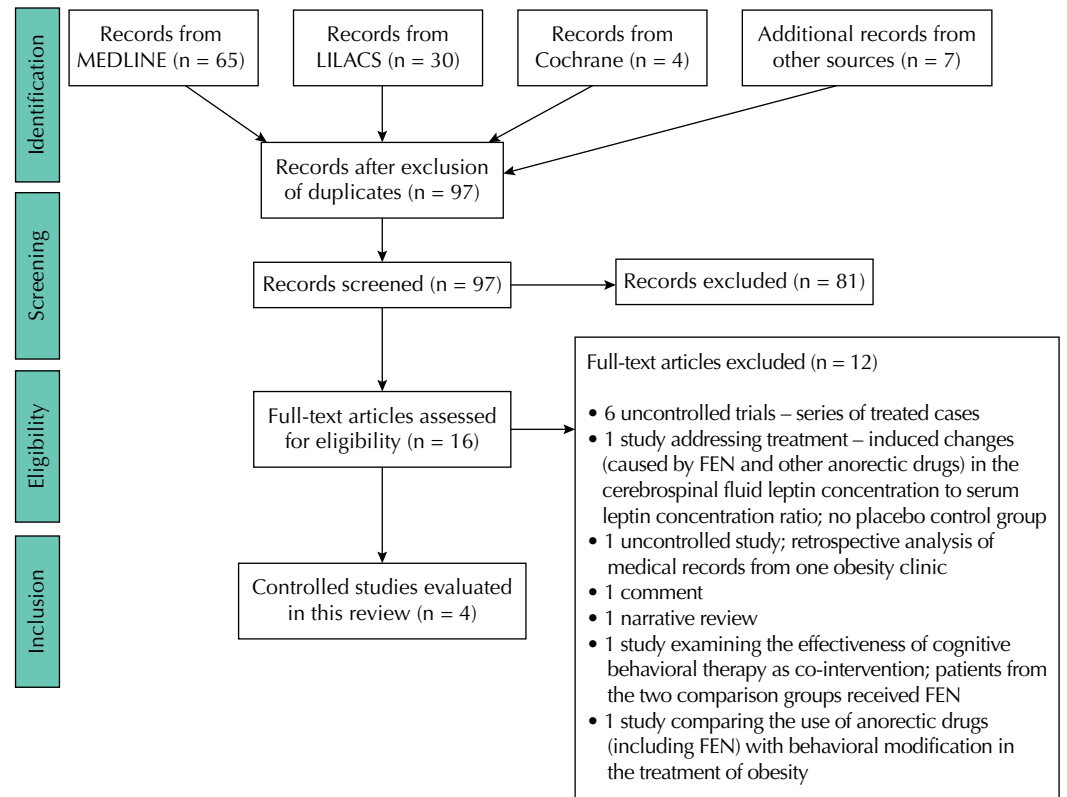 Identification
Records from
MEDLINE (n = 65)
Records from
LILACS (n = 30)
Records from
Cochrane (n = 4)
Additional records from
other sources (n = 7)
Records after exclusion
of duplicates (n = 97)
Screening
Records screened (n = 97)
Records excluded (n = 81)
Eligibility
Full-text articles assessed
for eligibility (n = 16)
Full-text articles excluded (n = 12)
• 6 uncontrolled trials – series of treated cases
• 1 study addressing treatment – induced changes
(caused by FEN and other anorectic drugs) in the
cerebrospinal fluid leptin concentration to serum
leptin concentration ratio; no placebo control group
• 1 uncontrolled study; retrospective analysis of
medical records from one obesity clinic
• 1 comment
• 1 narrative review
• 1 study examining the effectiveness of cognitive
behavioral therapy as co-intervention; patients from
the two comparison groups received FEN
• 1 study comparing the use of anorectic drugs
(including FEN) with behavioral modification in
the treatment of obesity
Inclusion
Controlled studies evaluated
in this review (n = 4)